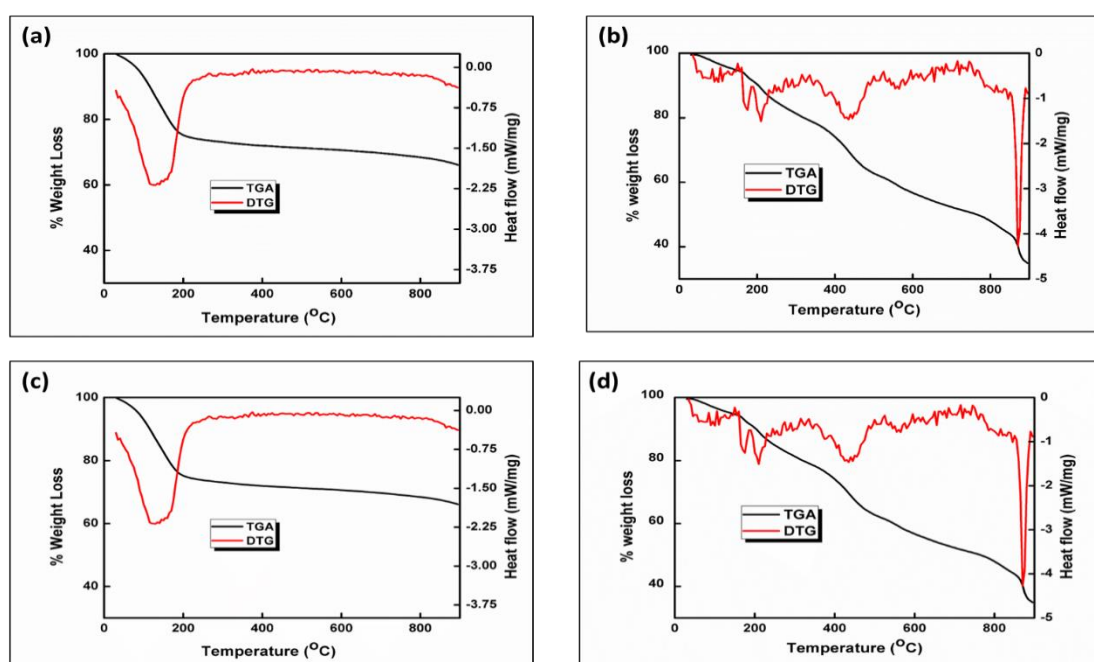 (a)
100
80
60
40
% Weight Loss
0.00
-0.75
-1.50
-2.25
-3.00
-3.75
Heat flow (mW/mg)
TGA
DTG
0 200 400 600 800
Temperature (OC)
(b)
100
80
60
40
% weight loss
0
-1
-2
-3
-4
-5
Heat flow (mW/mg)
TGA
DTG
0 200 400 600 800
Temperature (OC)
(c)
100
80
60
40
% Weight Loss
0.00
-0.75
-1.50
-2.25
-3.00
-3.75
Heat flow (mW/mg)
TGA
DTG
0 200 400 600 800
Temperature (OC)
(d)
100
80
60
40
% weight loss
0
-1
-2
-3
-4
-5
Heat flow (mW/mg)
TGA
DTG
0 200 400 600 800
Temperature (OC)